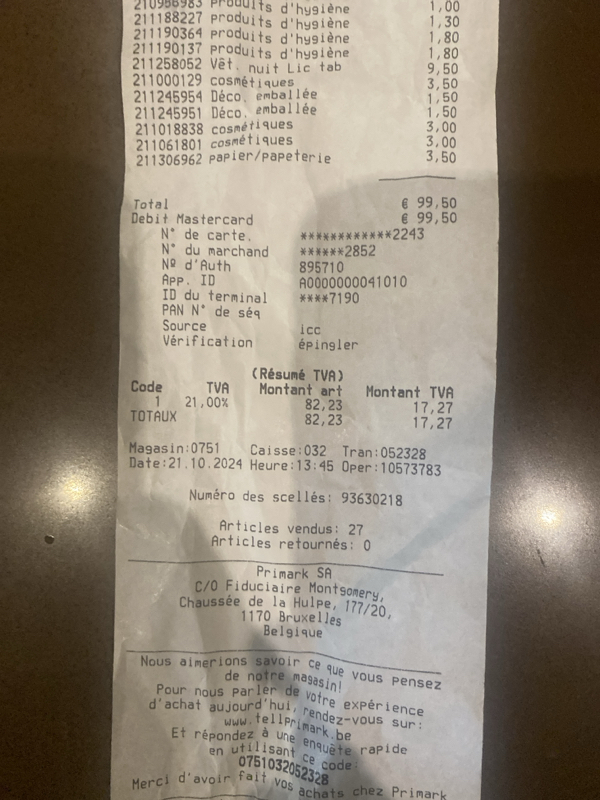 210986983 produits d'hygiène 1,00
211188227 produits d'hygiène 1,30
211190364 produits d'hygiène 1,80
211190137 produits d'hygiène 1,80
211258052 Vêt. nuit Lic tab 9,50
211000129 cosmétiques 3,50
211245954 Déco. emballée 1,50
211245951 Déco. emballée 1,50
211018838 cosmétiques 3,00
211061801 cosmétiques 3,00
211306962 papier/papeterie 3,50
Total € 99,50
Debit Mastercard € 99,50
N° de carte. ************2243
N° du marchand ******2852
Nº d'Auth 895710
App. ID A0000000041010
ID du terminal ****7190
PAN N° de séq
Source icc
Vérification épingler
(Résumé TVA)
Code TVA Montant art Montant TVA
1 21,00% 82,23 17,27
TOTAUX 82,23 17,27
Magasin:0751 Caisse:032 Tran:052328
Date:21.10.2024 Heure:13:45 Oper:10573783
Numéro des scellés: 93630218
Articles vendus: 27
Articles retournés: 0
Primark SA
C/O Fiduciaire Montgomery,
Chaussée de la Hulpe, 177/20,
1170 Bruxelles
Belgique
Nous aimerions savoir ce que vous pensez
de notre magasin!
Pour nous parler de votre expérience
d'achat aujourd'hui, rendez-vous sur:
www.tellprimark.be
Et répondez à une enquête rapide
en utilisant ce code:
0751032052328
Merci d'avoir fait vos achats chez Primark